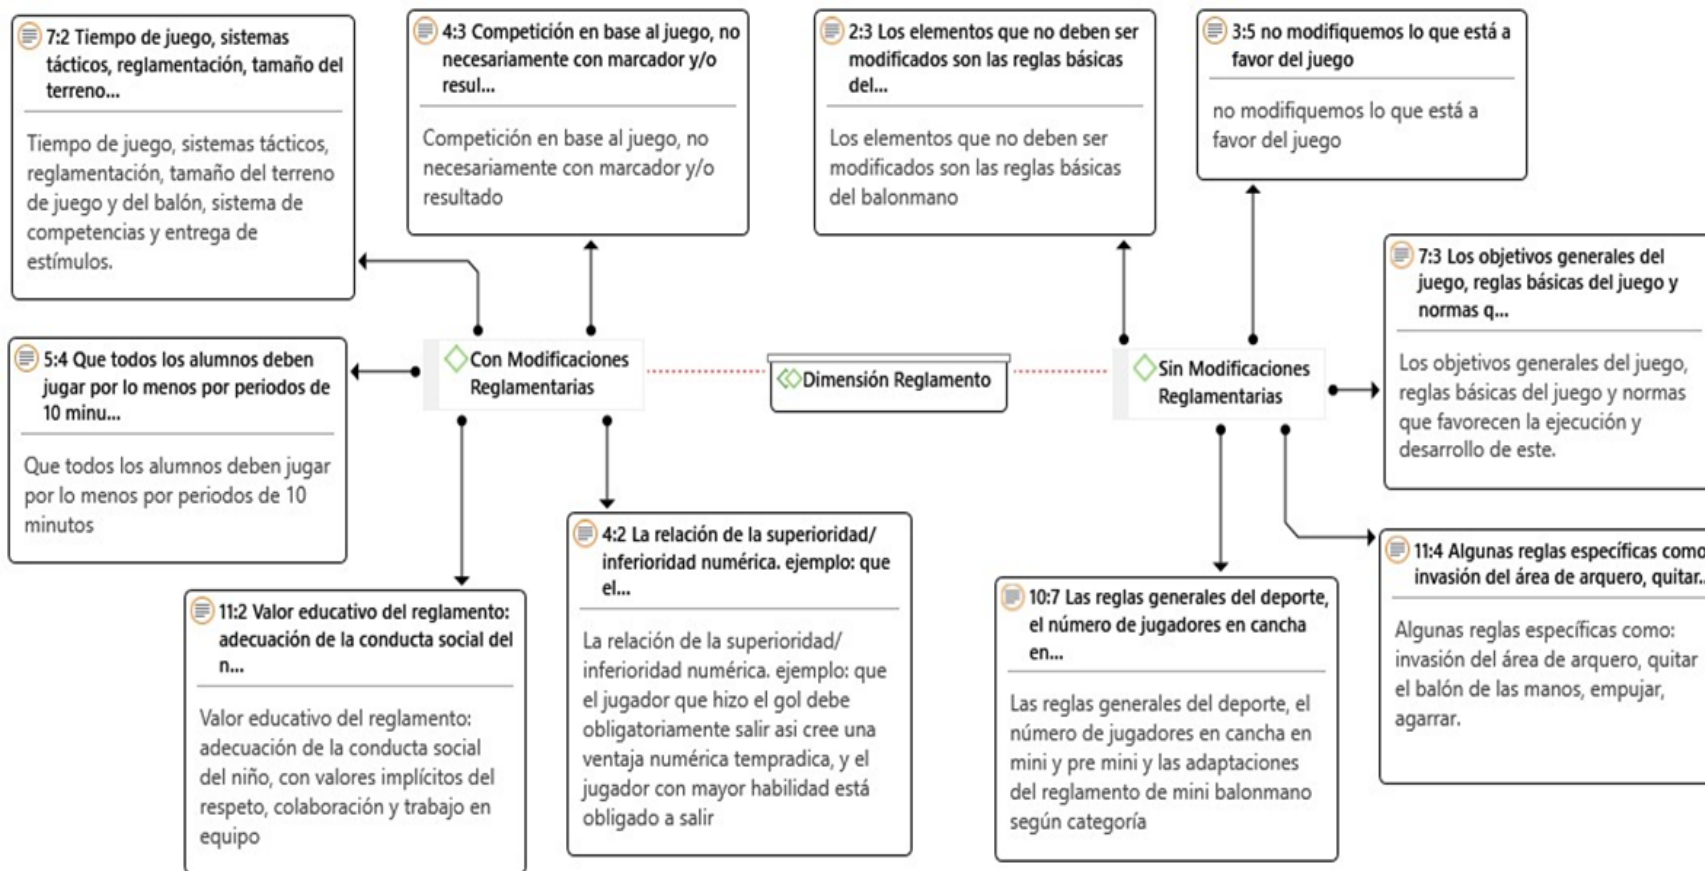 7:2 Tiempo de juego, sistemas
tácticos, reglamentación, tamaño del
terreno...
Tiempo de juego, sistemas tácticos,
reglamentación, tamaño del terreno
de juego y del balón, sistema de
competencias y entrega de
estímulos.
4:3 Competición en base al juego, no
necesariamente con marcador y/o
resul...
Competición en base al juego, no
necesariamente con marcador y/o
resultado
2:3 Los elementos que no deben ser
modificados son las reglas básicas
del...
Los elementos que no deben ser
modificados son las reglas básicas
del balonmano
3:5 no modifiquemos lo que está a
favor del juego
no modifiquemos lo que está a
favor del juego
7:3 Los objetivos generales del
juego, reglas básicas del juego y
normas q...
Los objetivos generales del juego,
reglas básicas del juego y normas
que favorecen la ejecución y
desarrollo de este.
5:4 Que todos los alumnos deben
jugar por lo menos por periodos de
10 minu...
Que todos los alumnos deben jugar
por lo menos por periodos de 10
minutos
Con Modificaciones
Reglamentarias
Dimensión Reglamento
Sin Modificaciones
Reglamentarias
11:2 Valor educativo del reglamento:
adecuación de la conducta social del
n...
Valor educativo del reglamento:
adecuación de la conducta social
del niño, con valores implícitos del
respeto, colaboración y trabajo en
equipo
4:2 La relación de la superioridad/
inferioridad numérica. ejemplo: que
el...
La relación de la superioridad/
inferioridad numérica. ejemplo: que
el jugador que hizo el gol debe
obligatoriamente salir asi cree una
ventaja numérica tempradica, y el
jugador con mayor habilidad está
obligado a salir
10:7 Las reglas generales del deporte,
el número de jugadores en cancha
en...
Las reglas generales del deporte, el
número de jugadores en cancha en
mini y pre mini y las adaptaciones
del reglamento de mini balonmano
según categoría
11:4 Algunas reglas específicas como
invasión del área de arquero, quitar..
Algunas reglas específicas como:
invasión del área de arquero, quitar
el balón de las manos, empujar,
agarrar.